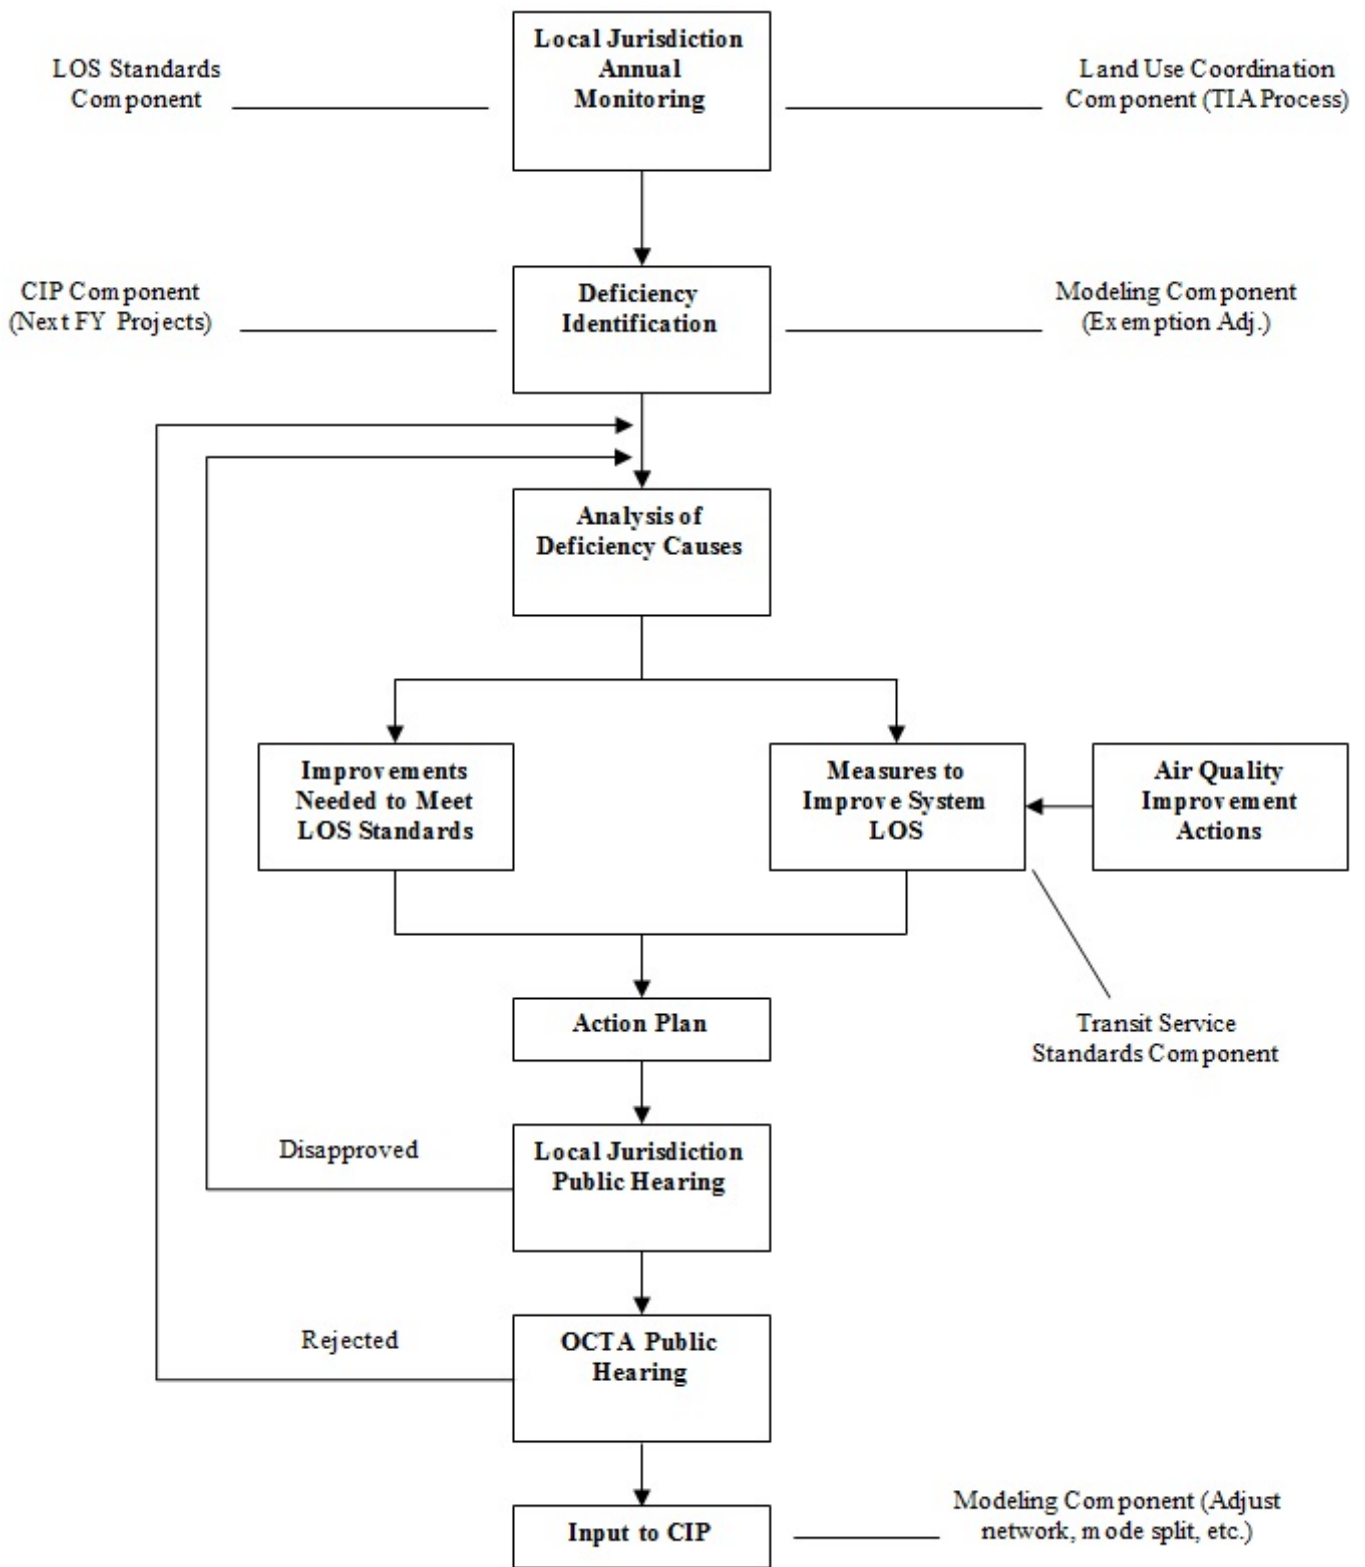 Local Jurisdiction
Annual
Monitoring
LOS Standards
Component
Land Use Coordination
Component (TIA Process)
CIP Component
(Next FY Projects)
Deficiency
Identification
Modeling Component
(Exemption Adj.)
Analysis of
Deficiency Causes
Improvements
Needed to Meet
LOS Standards
Measures to
Improve System
LOS
Air Quality
Improvement
Actions
Action Plan
Transit Service
Standards Component
Disapproved
Local Jurisdiction
Public Hearing
Rejected
OCTA Public
Hearing
Input to CIP
Modeling Component (Adjust
network, mode split, etc.)